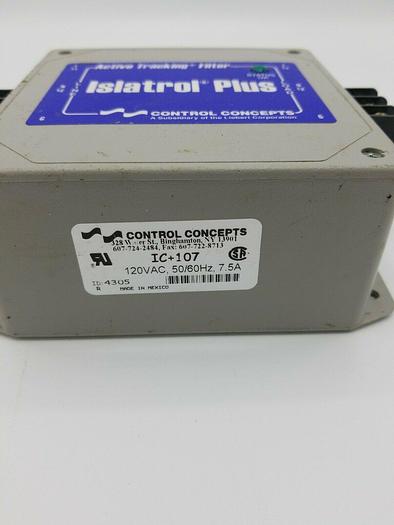 Active Tracking® Filter
STATUS
Islatrol® Plus
CONTROL CONCEPTS
A Subsidiary of the Liebert Corporation
CONTROL CONCEPTS
328 Water St., Binghamton, NY 13901
607-724-2484, Fax: 607-722-8713
IC+107
120VAC, 50/60Hz, 7.5A
ID: 4305
R MADE IN MEXICO